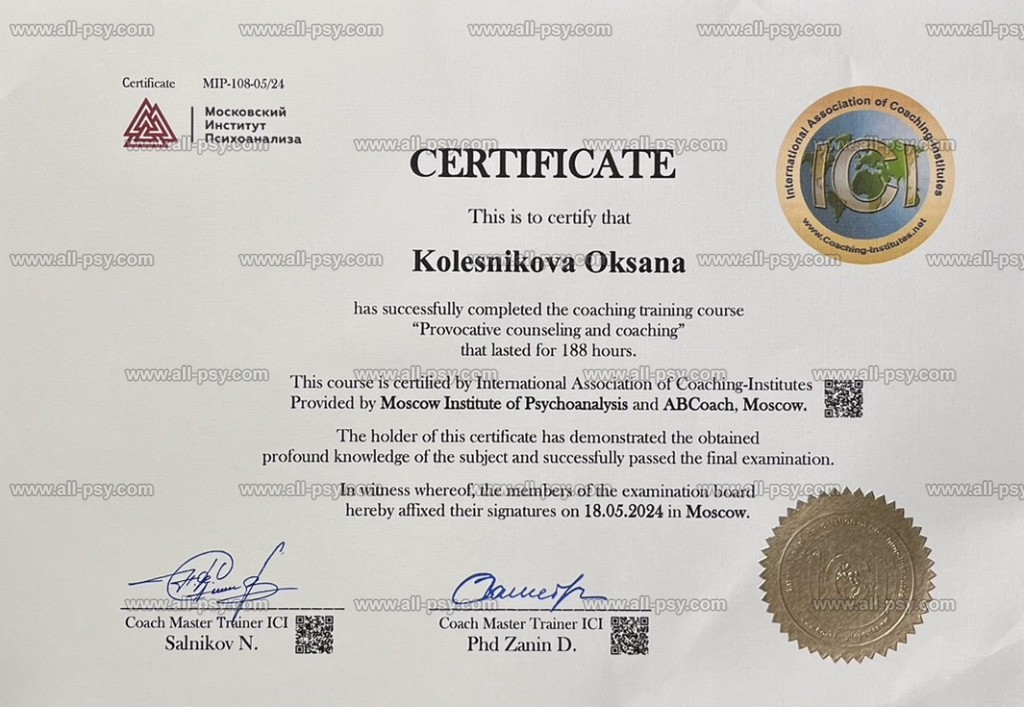 Certificate MIP-108-05/24
Московский
Институт
Психоанализа
International Association of Coaching-Institutes
ICI
www.Coaching-Institutes.net
CERTIFICATE
This is to certify that
Kolesnikova Oksana
has successfully completed the coaching training course
“Provocative counseling and coaching”
that lasted for 188 hours.
This course is certified by International Association of Coaching-Institutes
Provided by Moscow Institute of Psychoanalysis and ABCoach, Moscow.
The holder of this certificate has demonstrated the obtained
profound knowledge of the subject and successfully passed the final examination.
In witness whereof, the members of the examination board
hereby affixed their signatures on 18.05.2024 in Moscow.
Coach Master Trainer ICI
Salnikov N.
Coach Master Trainer ICI
Phd Zanin D.
www.all-psy.com